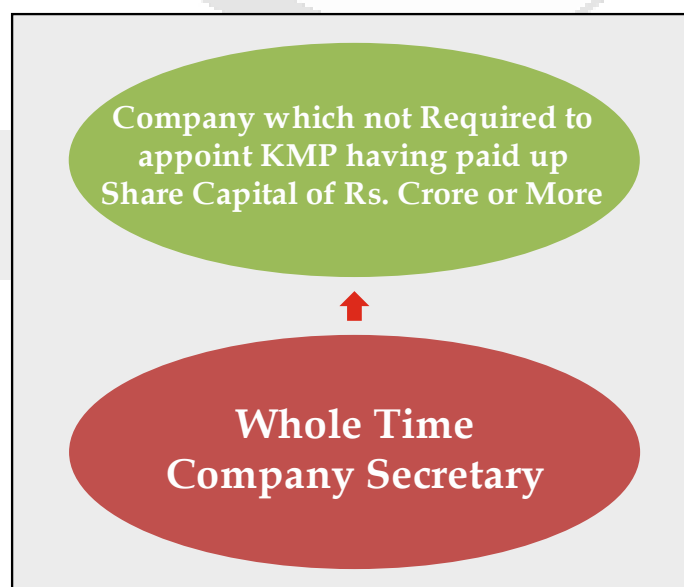 Company which not Required to
appoint KMP having paid up
Share Capital of Rs. Crore or More
Whole Time
Company Secretary